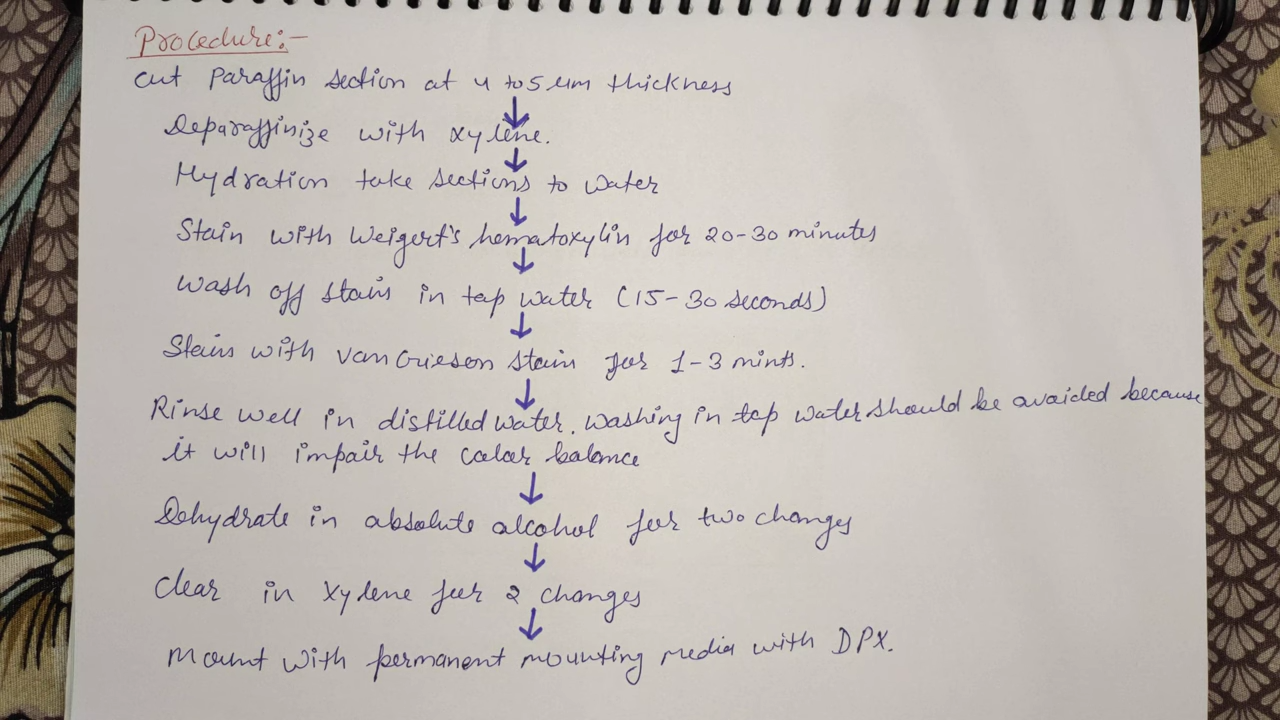 Procedure:-
cut Paraffin section at 4 to 5 um thickness
Deparaffinize with xylene.
Hydration take sections to water
Stain with Weigert's hematoxylin for 20-30 minutes
wash off stain in tap water (15-30 seconds)
Stain with van Grieson stain for 1-3 mints.
Rinse well in distilled water. washing in tap water should be avoided because
it will impair the color balance
Dehydrate in absolute alcohol for two changes
Clear in Xylene for 2 changes
Mount with permanent mounting media with DPX.